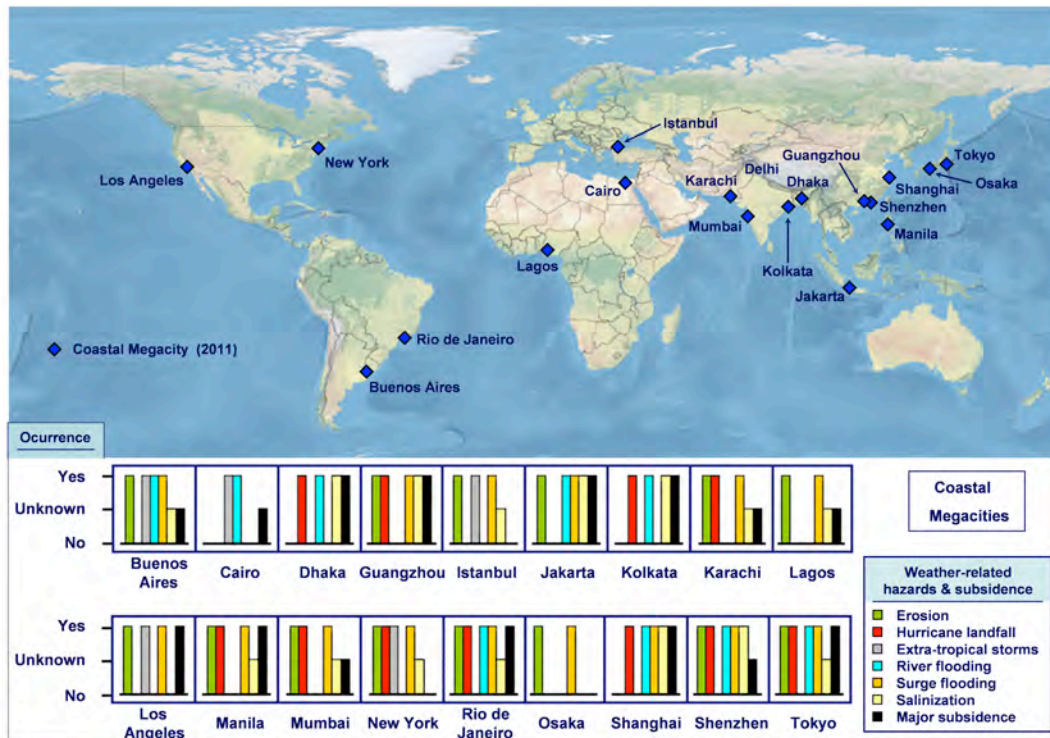 Istanbul
New York
Los Angeles
Cairo
Karachi
Delhi
Guangzhou
Dhaka
Tokyo
Osaka
Shanghai
Shenzhen
Mumbai
Manila
Lagos
Kolkata
Jakarta
Rio de Janeiro
Coastal Megacity (2011)
Buenos Aires
Ocurrence
Yes
Unknown
No
Buenos
Aires
Cairo
Dhaka
Guangzhou
Istanbul
Jakarta
Kolkata
Karachi
Lagos
Yes
Unknown
No
Los
Angeles
Manila
Mumbai
New York
Rio de
Janeiro
Osaka
Shanghai
Shenzhen
Tokyo
Coastal
Megacities
Weather-related
hazards & subsidence
Erosion
Hurricane landfall
Extra-tropical storms
River flooding
Surge flooding
Salinization
Major subsidence